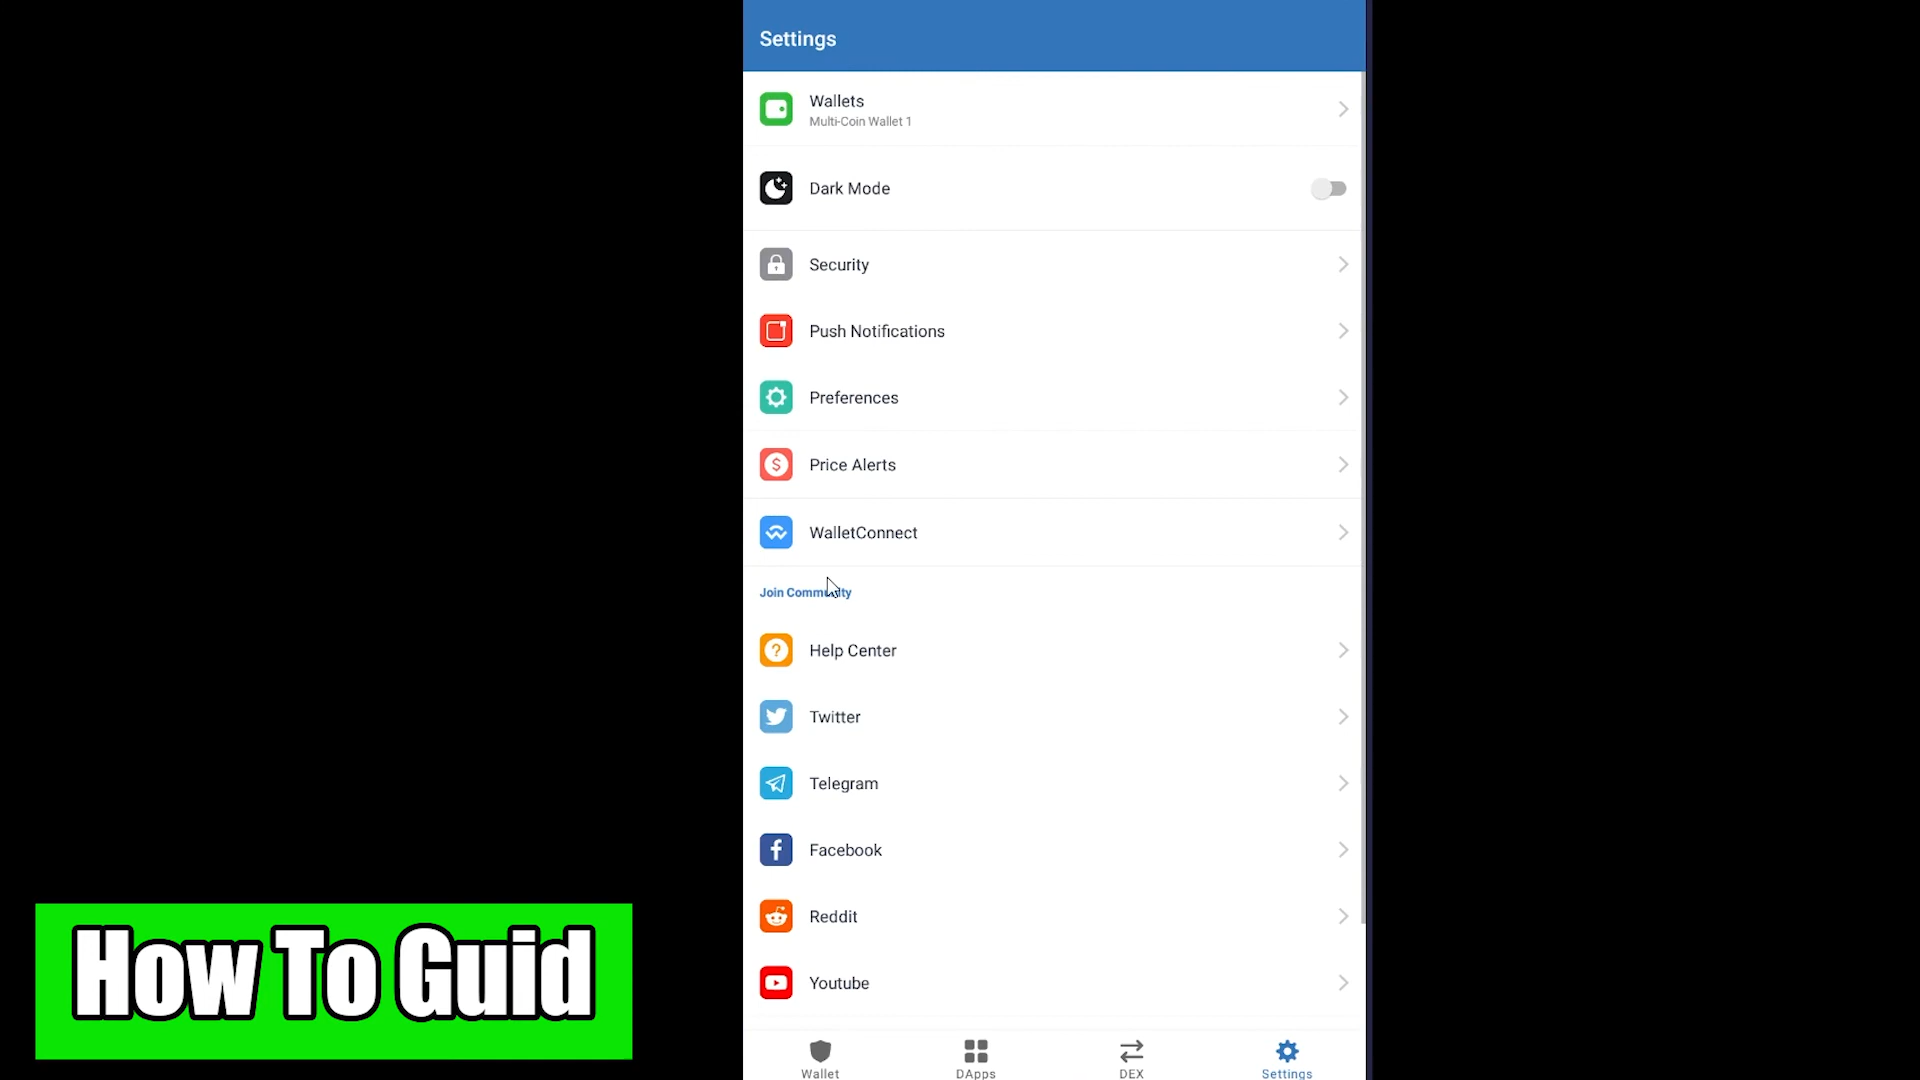 Settings
Wallets
Multi-Coin Wallet 1
Dark Mode
Security
Push Notifications
Preferences
Price Alerts
WalletConnect
Join Community
Help Center
Twitter
Telegram
Facebook
Reddit
Youtube
How To Guid
Wallet
DApps
DEX
Settings